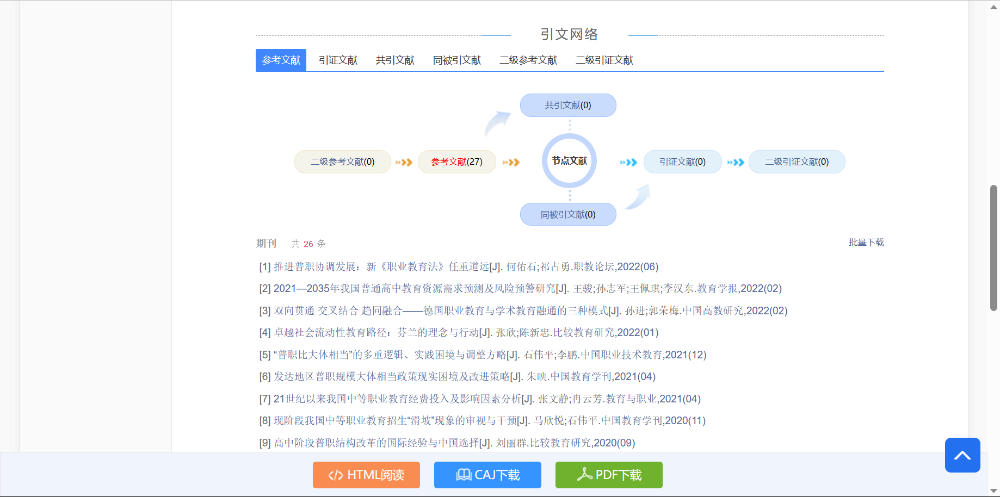 引文网络
参考文献 引证文献 共引文献 同被引文献 二级参考文献 二级引证文献
共引文献(0)
二级参考文献(0) 参考文献(27) 节点文献 引证文献(0) 二级引证文献(0)
同被引文献(0)
期刊 共 26 条 批量下载
[1] 推进普职协调发展：新《职业教育法》任重道远[J]. 何佑石;祁占勇.职教论坛,2022(06)
[2] 2021—2035年我国普通高中教育资源需求预测及风险预警研究[J]. 王骏;孙志军;王佩琪;李汉东.教育学报,2022(02)
[3] 双向贯通 交叉结合 趋同融合——德国职业教育与学术教育融通的三种模式[J]. 孙进;郭荣梅.中国高教研究,2022(02)
[4] 卓越社会流动性教育路径：芬兰的理念与行动[J]. 张欣;陈新忠.比较教育研究,2022(01)
[5] “普职比大体相当”的多重逻辑、实践困境与调整方略[J]. 石伟平;李鹏.中国职业技术教育,2021(12)
[6] 发达地区普职规模大体相当政策现实困境及改进策略[J]. 朱映.中国教育学刊,2021(04)
[7] 21世纪以来我国中等职业教育经费投入及影响因素分析[J]. 张文静;冉云芳.教育与职业,2021(04)
[8] 现阶段我国中等职业教育招生“滑坡”现象的审视与干预[J]. 马欣悦;石伟平.中国教育学刊,2020(11)
[9] 高中阶段普职结构改革的国际经验与中国选择[J]. 刘丽群.比较教育研究,2020(09)
HTML阅读 CAJ下载 PDF下载